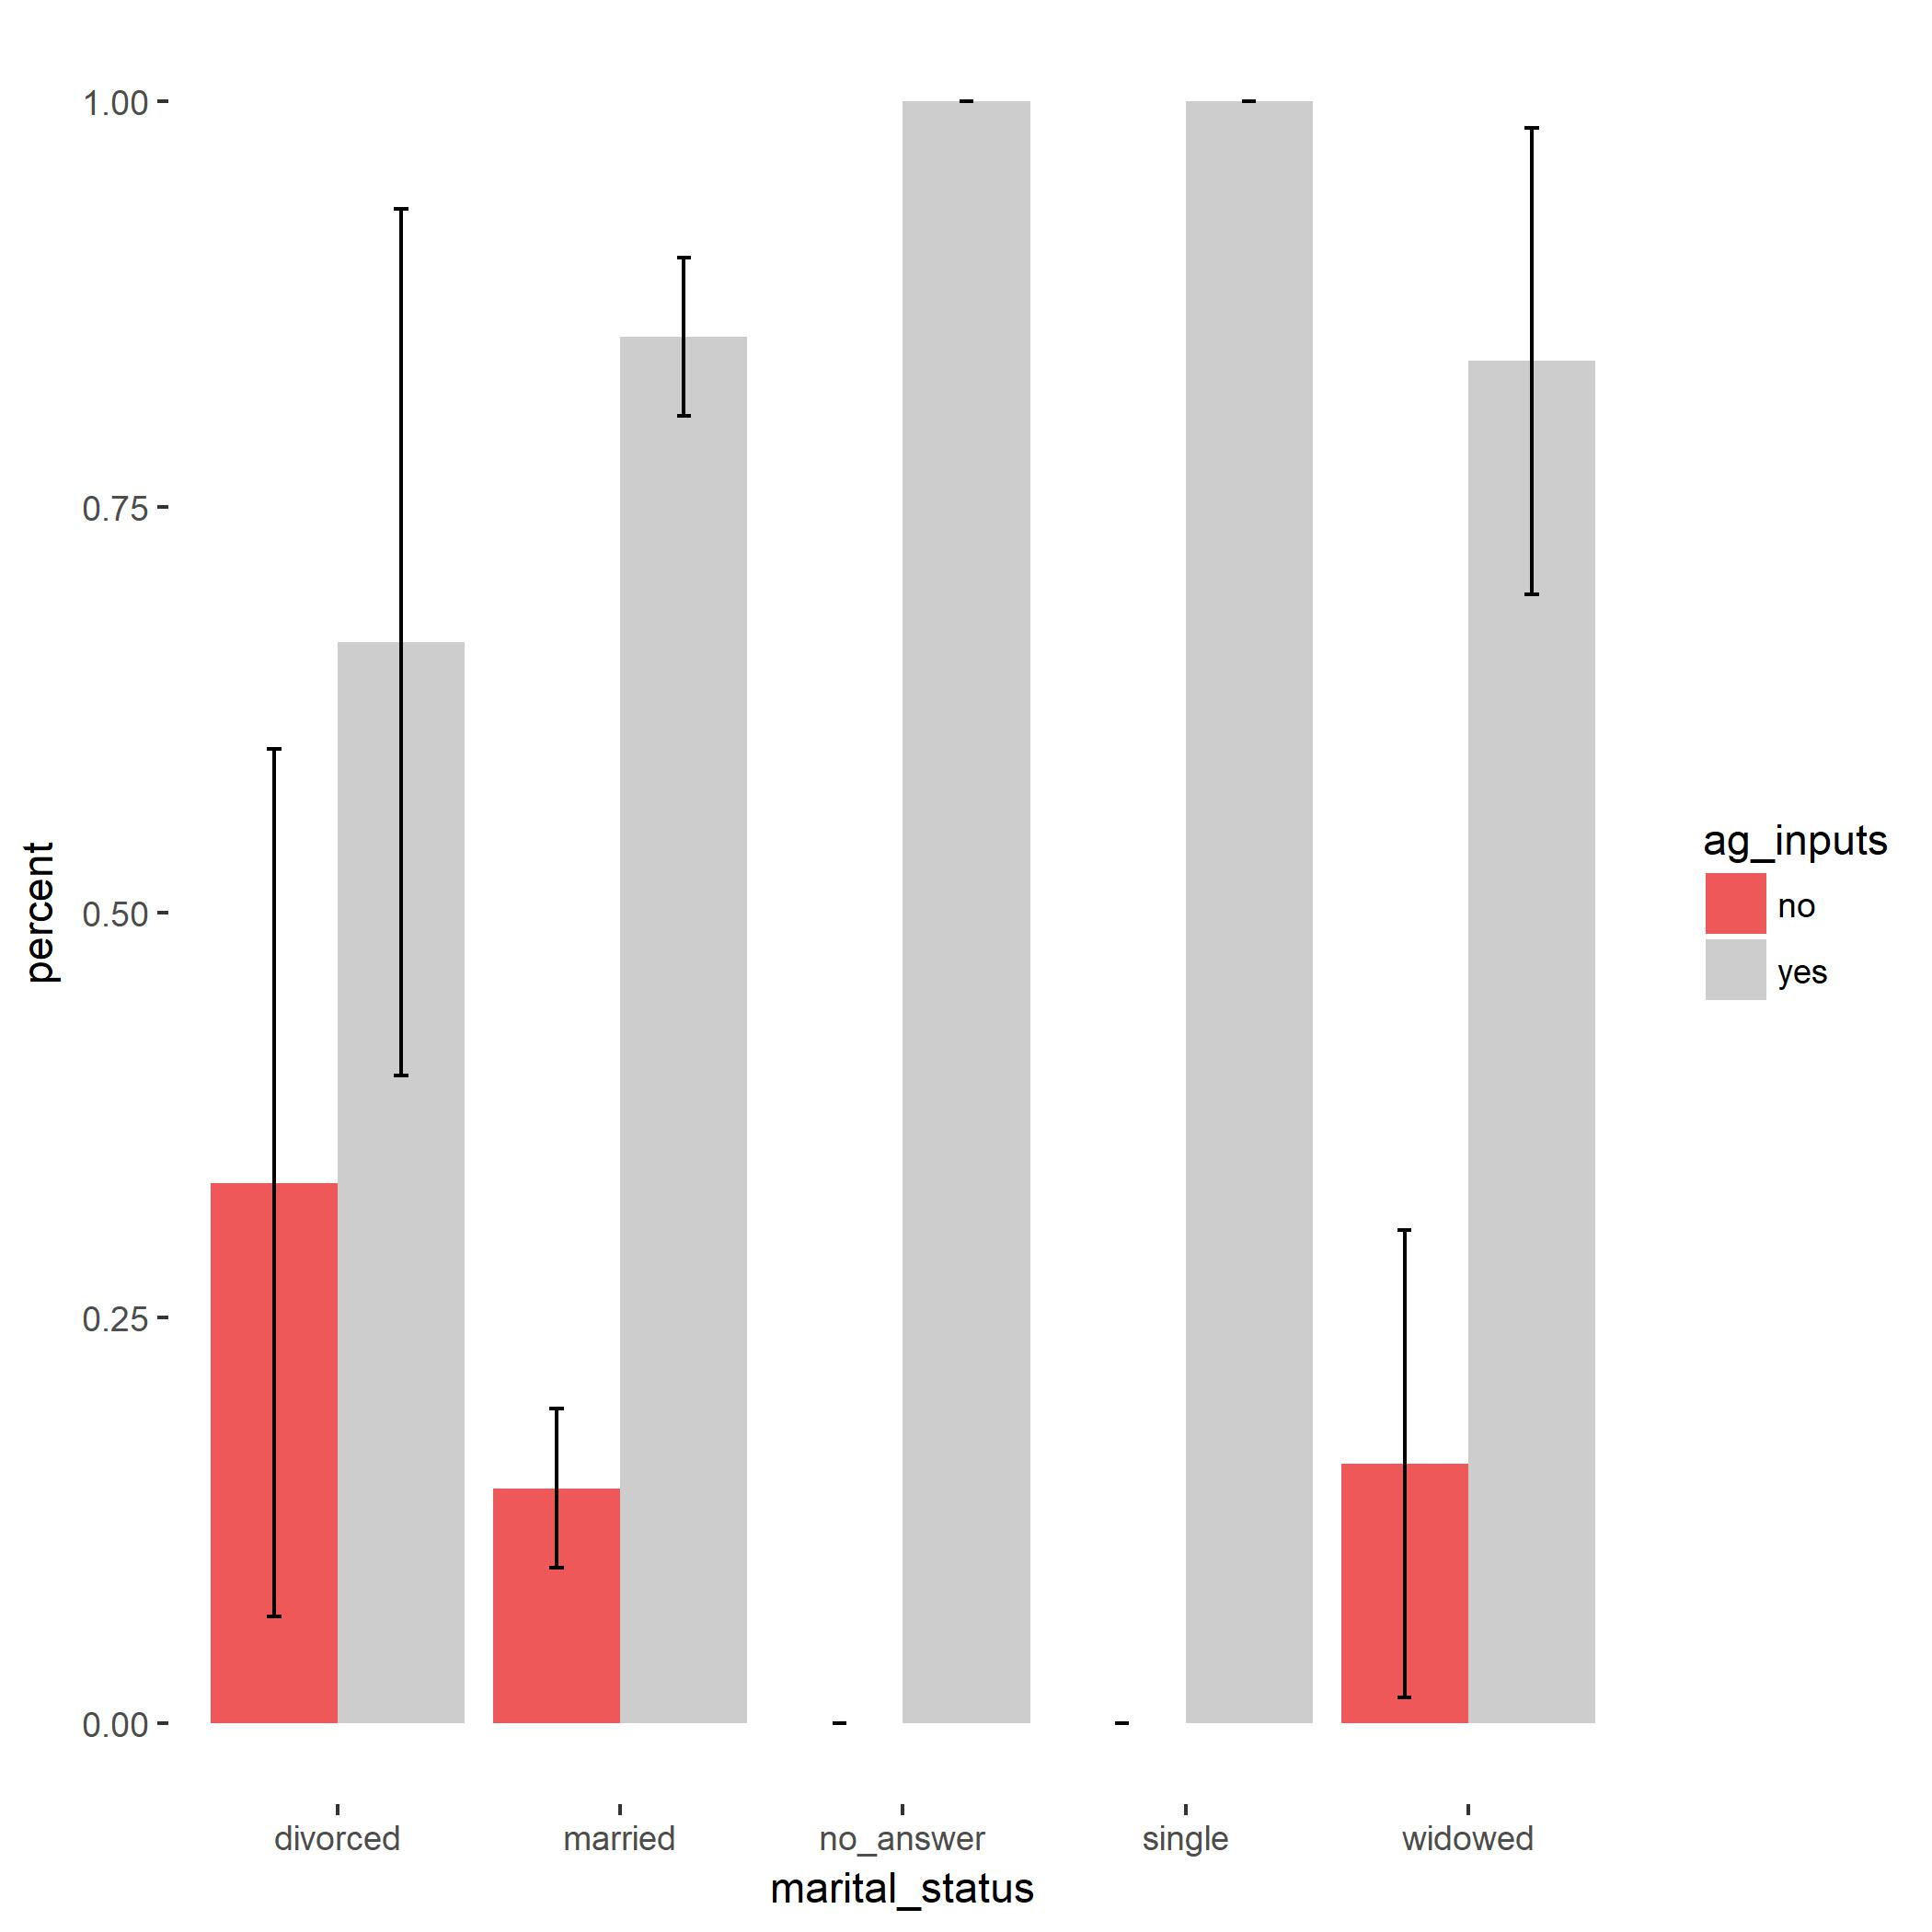 1.00
0.75
0.50
0.25
0.00
percent
divorced married no_answer single widowed
marital_status
ag_inputs
no
yes